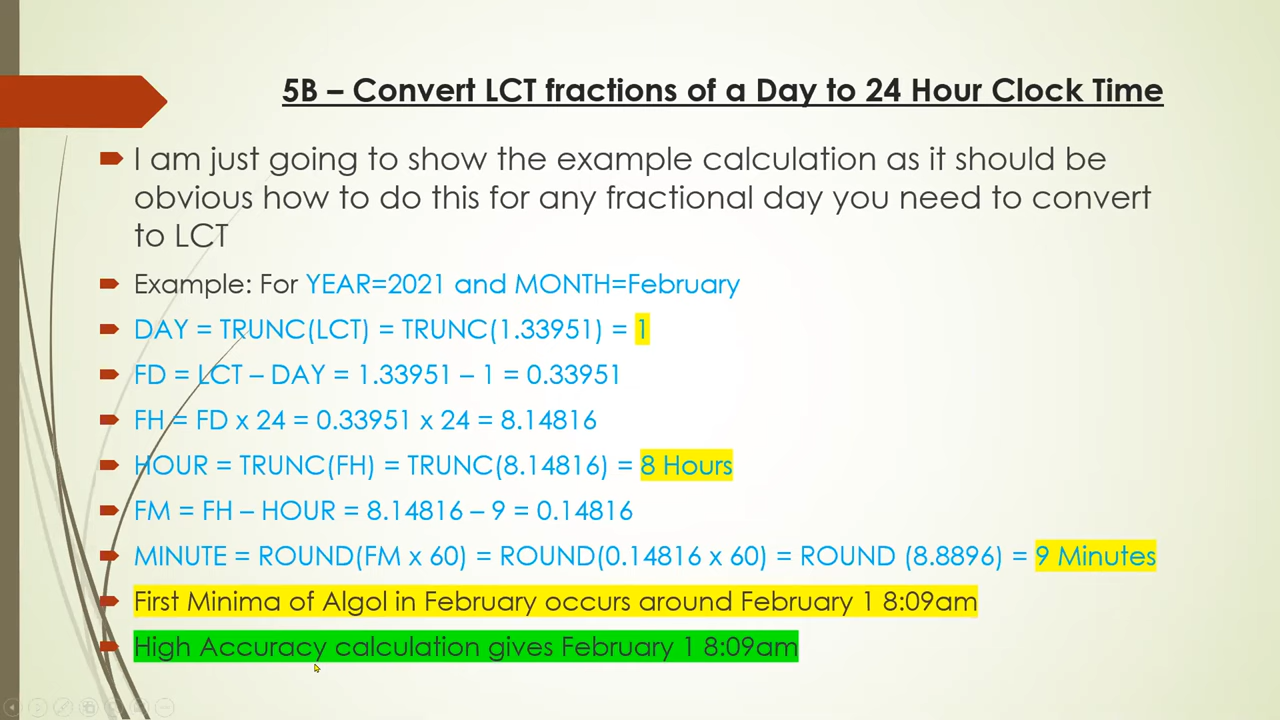 5B – Convert LCT fractions of a Day to 24 Hour Clock Time
I am just going to show the example calculation as it should be
obvious how to do this for any fractional day you need to convert
to LCT
Example: For YEAR=2021 and MONTH=February
DAY = TRUNC(LCT) = TRUNC(1.33951) = 1
FD = LCT – DAY = 1.33951 – 1 = 0.33951
FH = FD x 24 = 0.33951 x 24 = 8.14816
HOUR = TRUNC(FH) = TRUNC(8.14816) = 8 Hours
FM = FH – HOUR = 8.14816 – 9 = 0.14816
MINUTE = ROUND(FM x 60) = ROUND(0.14816 x 60) = ROUND (8.8896) = 9 Minutes
First Minima of Algol in February occurs around February 1 8:09am
High Accuracy calculation gives February 1 8:09am